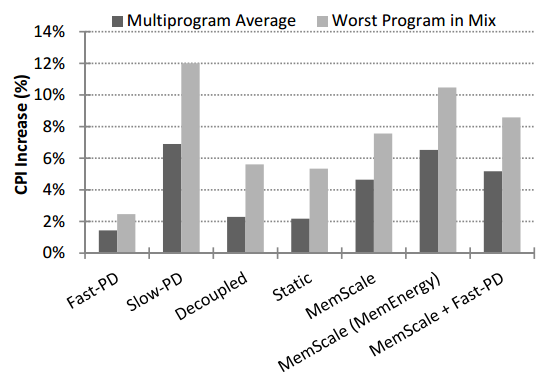 Multiprogram Average Worst Program in Mix
CPI Increase (%)
14%
12%
10%
8%
6%
4%
2%
0%
Fast-PD
Slow-PD
Decoupled
Static
MemScale
MemScale (MemEnergy)
MemScale + Fast-PD